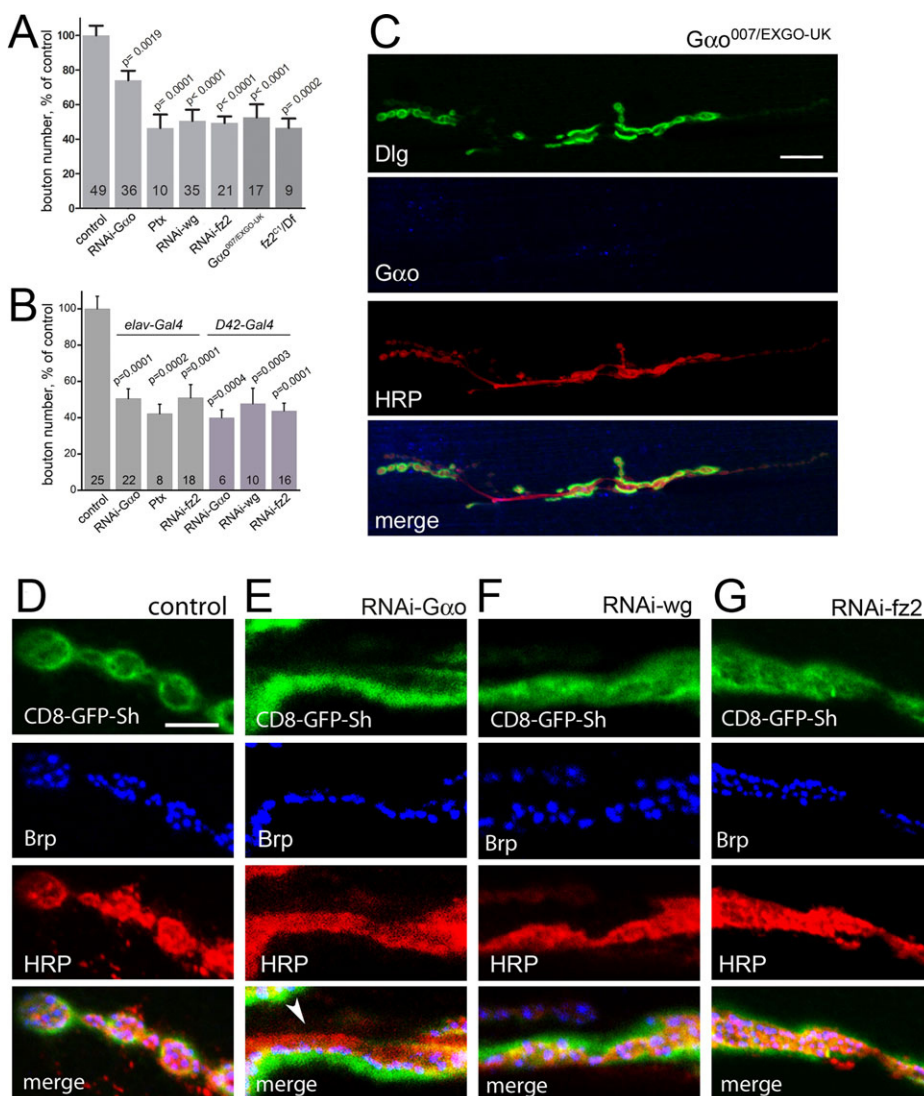 A
bouton number, % of control
100
80
60
40
20
0
p= 0.0019
p= 0.0001
p< 0.0001
p< 0.0001
p< 0.0001
p= 0.0002
49
36
10
35
21
17
9
control
RNAi-Gαo
Ptx
RNAi-wg
RNAi-fz2
Gαo007/EXGO-UK
fz2C1/Df
B
bouton number, % of control
100
80
60
40
20
0
elav-Gal4
D42-Gal4
p=0.0001
p=0.0002
p=0.0001
p=0.0004
p=0.0003
p=0.0001
25
22
8
18
6
10
16
control
RNAi-Gαo
Ptx
RNAi-fz2
RNAi-Gαo
RNAi-wg
RNAi-fz2
C
Gαo007/EXGO-UK
Dlg
Gαo
HRP
merge
D
control
CD8-GFP-Sh
Brp
HRP
merge
E
RNAi-Gαo
CD8-GFP-Sh
Brp
HRP
merge
F
RNAi-wg
CD8-GFP-Sh
Brp
HRP
merge
G
RNAi-fz2
CD8-GFP-Sh
Brp
HRP
merge